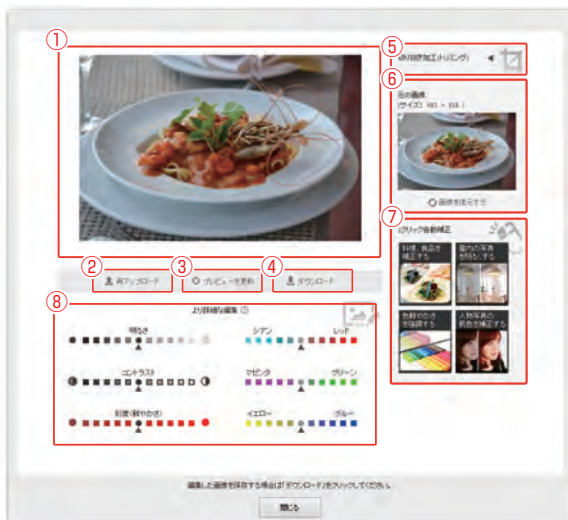 ①
⑤
切り抜き加工(トリミング)
⑥
元の画像
(サイズ:
画像を復元する
②
③
④
再アップロード
プレビューを更新
ダウンロード
⑦
1クリック自動補正
料理、食品を
補正する
屋内の写真
を明るくする
色鮮やかさ
を強調する
人物写真の
肌色を補正する
⑧
より詳細な編集
明るさ
シアン
レッド
コントラスト
マゼンタ
グリーン
彩度(鮮やかさ)
イエロー
ブルー
編集した画像を保存する場合は「ダウンロード」をクリックしてください。
閉じる